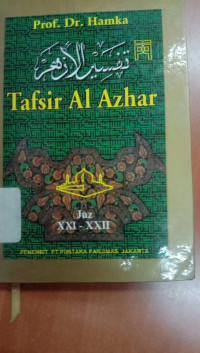 Prof. Dr. Hamka
تفسير الأزهر
Tafsir Al Azhar
Juz
XXI - XXII
PENERBIT PT PUSTAKA PANJIMAS, JAKARTA